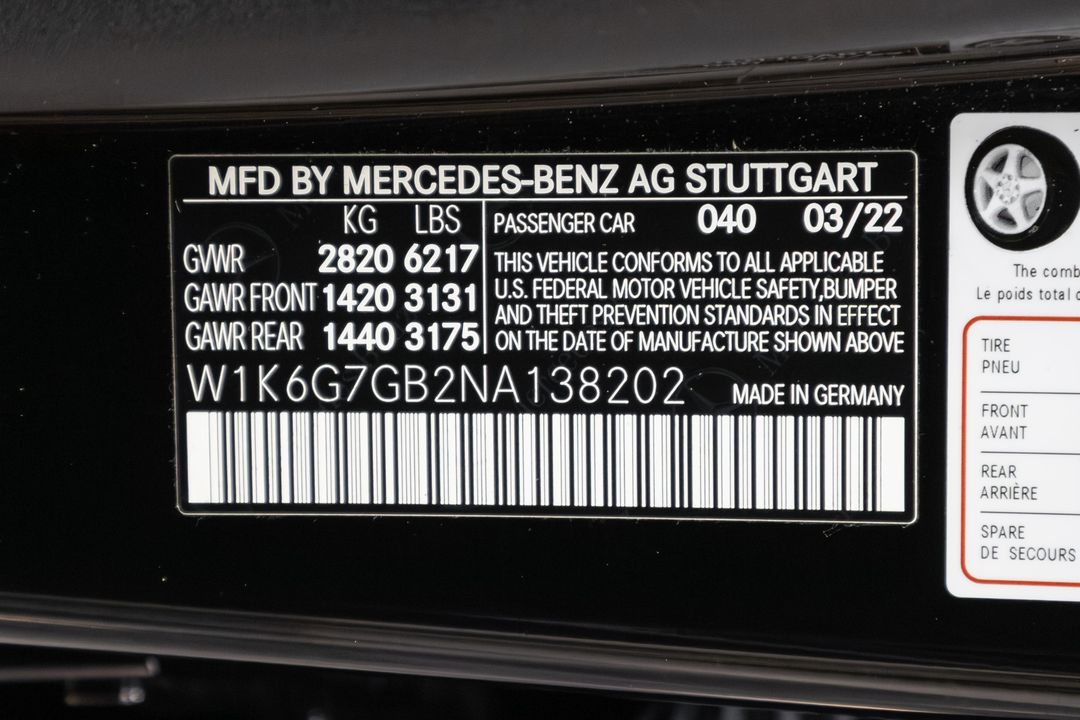 MFD BY MERCEDES-BENZ AG STUTTGART
KG LBS
GVWR 2820 6217
GAWR FRONT 1420 3131
GAWR REAR 1440 3175
PASSENGER CAR 040 03/22
THIS VEHICLE CONFORMS TO ALL APPLICABLE
U.S. FEDERAL MOTOR VEHICLE SAFETY,BUMPER
AND THEFT PREVENTION STANDARDS IN EFFECT
ON THE DATE OF MANUFACTURE SHOWN ABOVE
W1K6G7GB2NA138202 MADE IN GERMANY
The comb
Le poids total
TIRE
PNEU
FRONT
AVANT
REAR
ARRIÈRE
SPARE
DE SECOURS